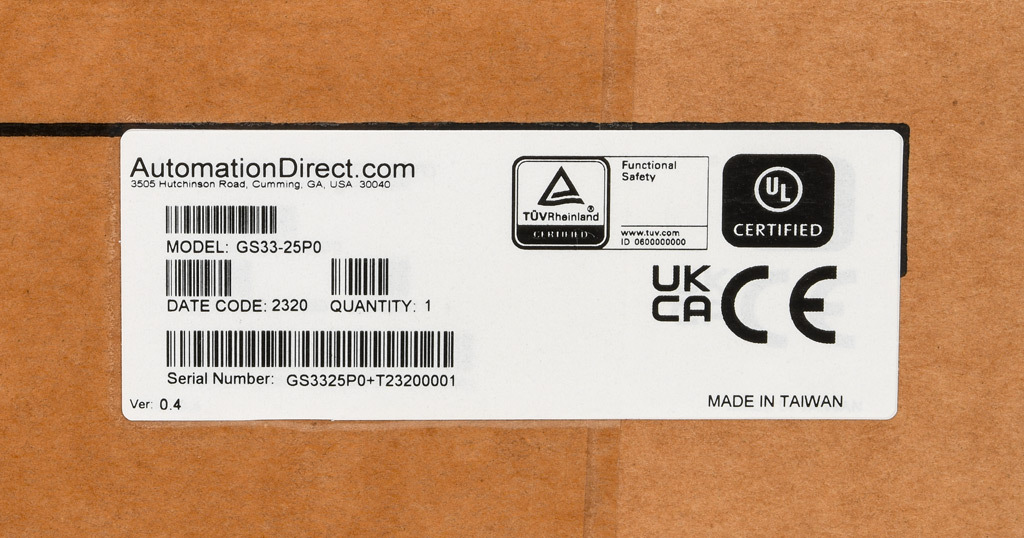 AutomationDirect.com
3505 Hutchinson Road, Cumming, GA, USA 30040
MODEL: GS33-25P0
DATE CODE: 2320 QUANTITY: 1
Serial Number: GS3325P0+T23200001
Ver: 0.4
TÜVRheinland®
CERTIFIED
Functional
Safety
www.tuv.com
ID 0600000000
UL
CERTIFIED
UK
CA
CE
MADE IN TAIWAN